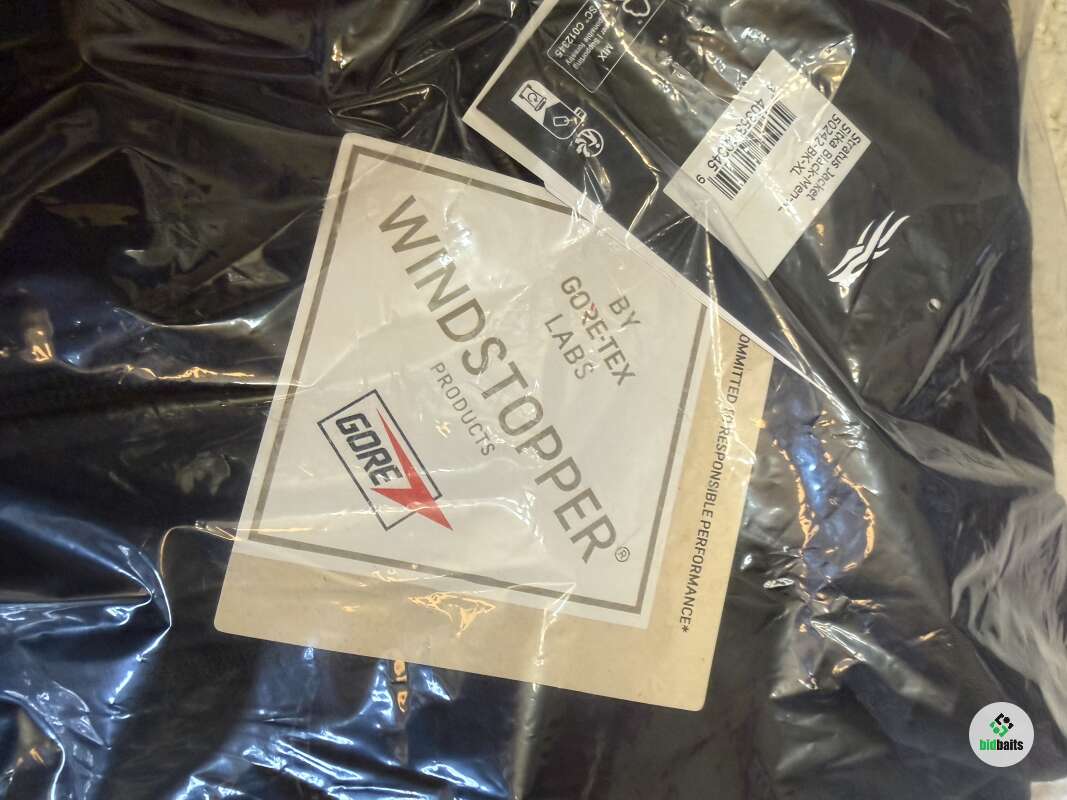 MIX
FSC C012345
Stratus Jacket
Sitka Black-Men-XL
50242-BK-XL
BY
GORE-TEX
LABS
WINDSTOPPER®
PRODUCTS
GORE
COMMITTED TO RESPONSIBLE PERFORMANCE*
bidbaits